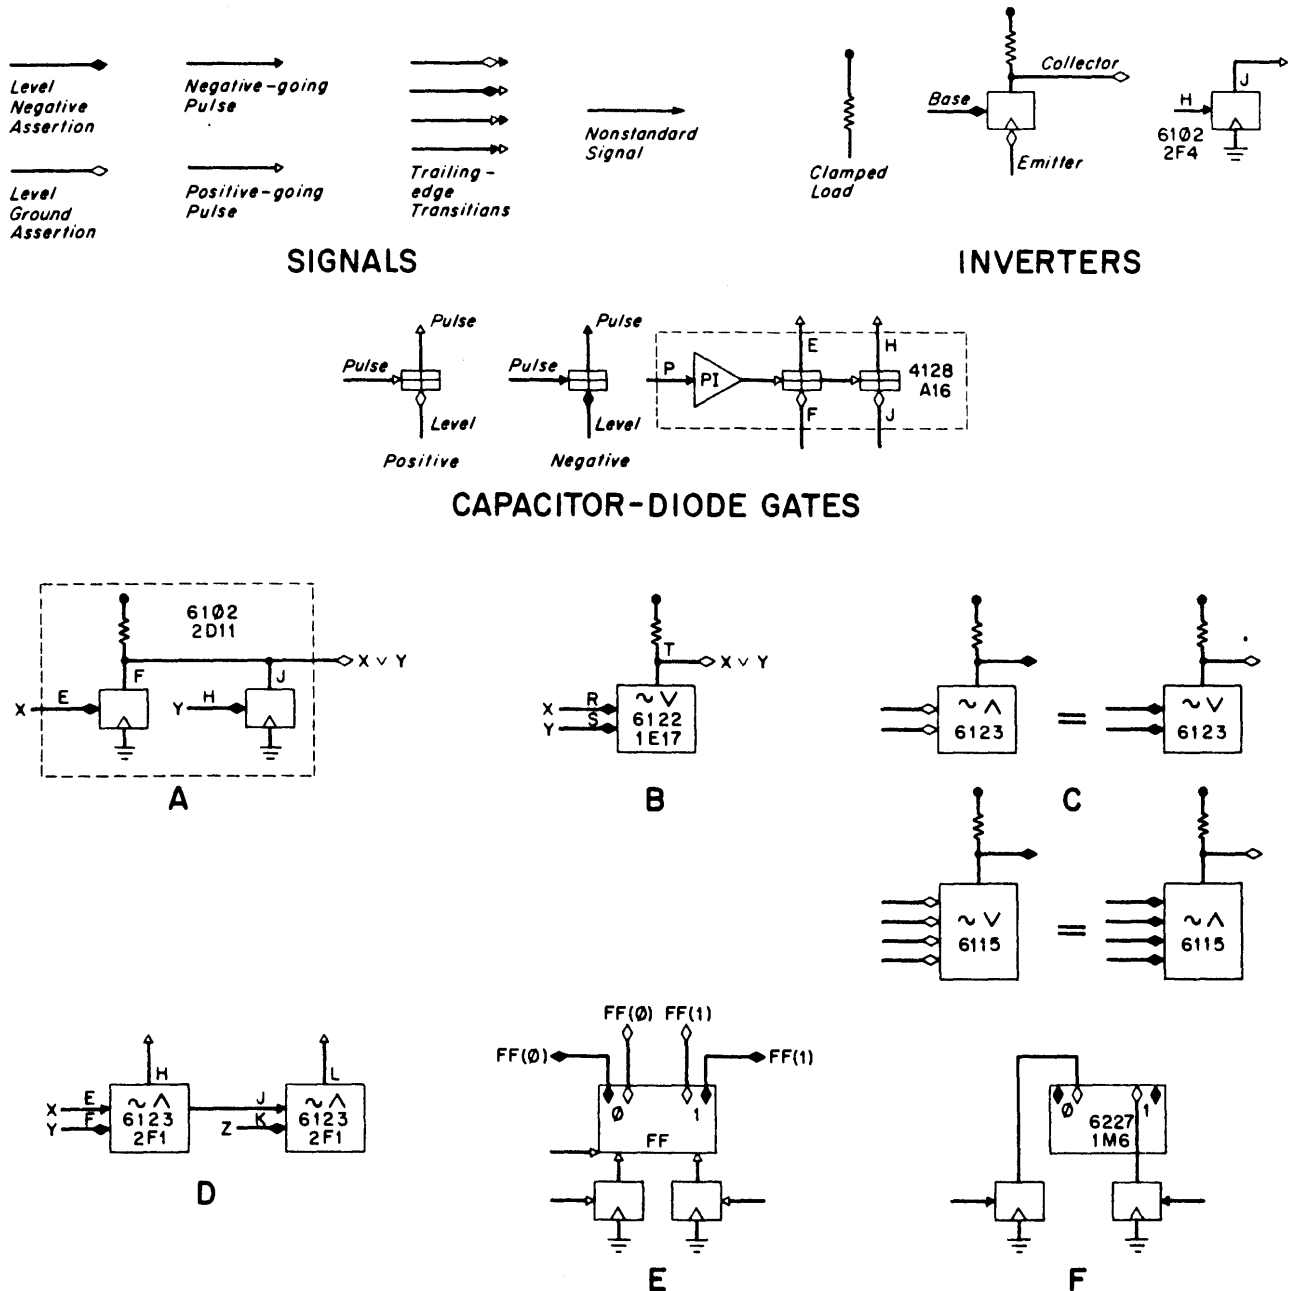 Level
Negative
Assertion
Negative-going
Pulse
Level
Ground
Assertion
Positive-going
Pulse
Trailing-
edge
Transitians
Nonstandard
Signal
SIGNALS
Clamped
Load
Collector
Base
Emitter
H
J
6102
2F4
INVERTERS
Pulse
Pulse
Level
Positive
Pulse
Pulse
Level
Negative
P
PI
E
H
F
J
4128
A16
CAPACITOR-DIODE GATES
61Ø2
2D11
X ∨ Y
F
J
X
E
Y
H
A
T
X ∨ Y
X
R
Y
S
~ ∨
6122
1E17
B
~ ∧
6123
=
~ ∨
6123
C
~ ∨
6115
=
~ ∧
6115
H
L
X
E
Y
F
~ ∧
6123
2F1
J
Z
K
~ ∧
6123
2F1
D
FF(Ø)
FF(1)
FF(Ø)
FF(1)
Ø
1
FF
E
Ø
1
6227
1M6
F